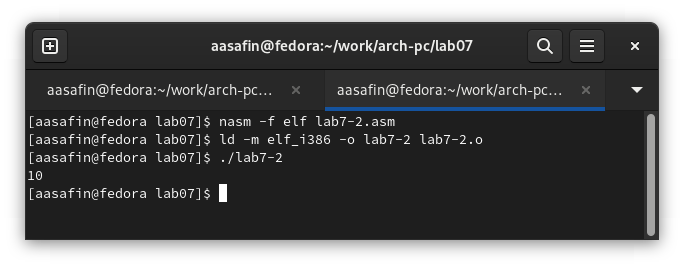 aasafin@fedora:~/work/arch-pc/lab07
aasafin@fedora:~/work/arch-pc... aasafin@fedora:~/work/arch-pc...
[aasafin@fedora lab07]$ nasm -f elf lab7-2.asm
[aasafin@fedora lab07]$ ld -m elf_i386 -o lab7-2 lab7-2.o
[aasafin@fedora lab07]$ ./lab7-2
10
[aasafin@fedora lab07]$